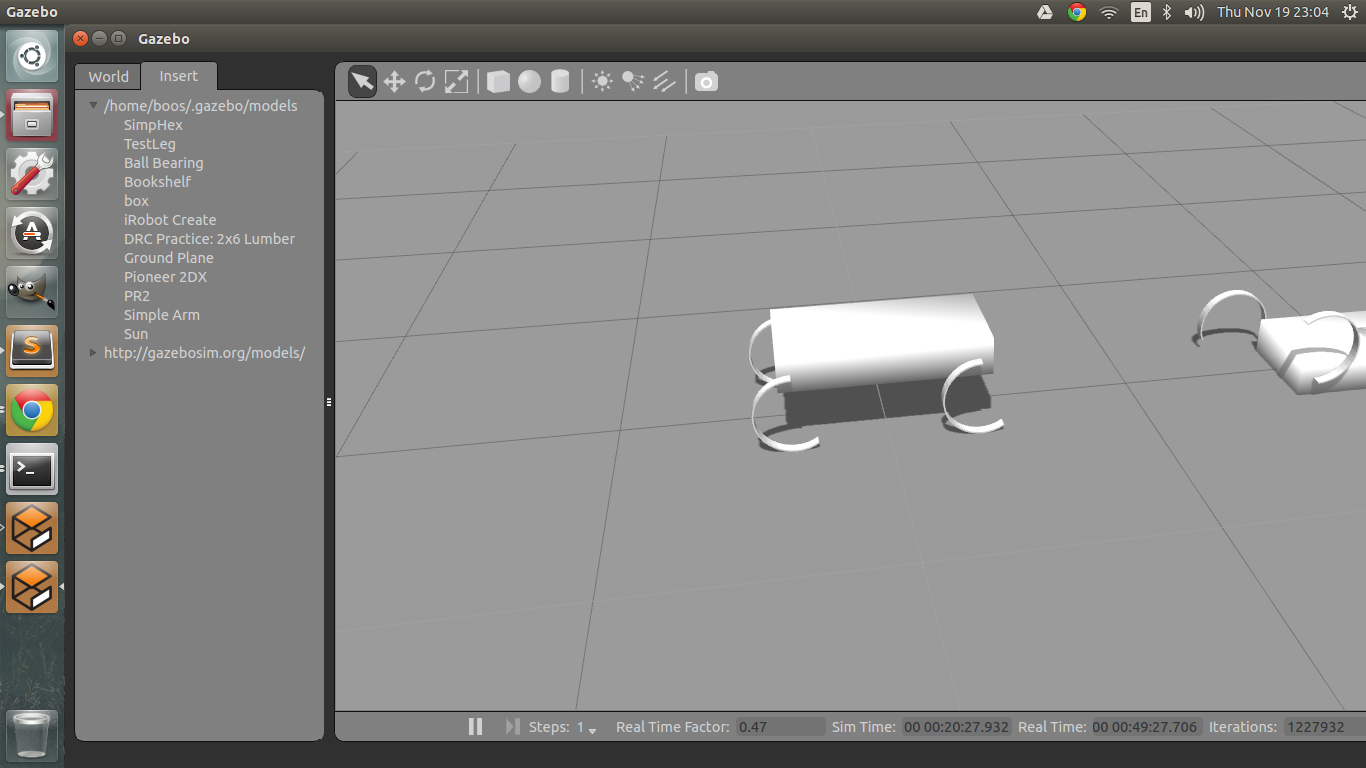 Gazebo
En
Thu Nov 19 23:04
Gazebo
World
Insert
/home/boos/.gazebo/models
SimpHex
TestLeg
Ball Bearing
Bookshelf
box
iRobot Create
DRC Practice: 2x6 Lumber
Ground Plane
Pioneer 2DX
PR2
Simple Arm
Sun
http://gazebosim.org/models/
Steps: 1 Real Time Factor: 0.47 Sim Time: 00 00:20:27.932 Real Time: 00 00:49:27.706 Iterations: 1227932